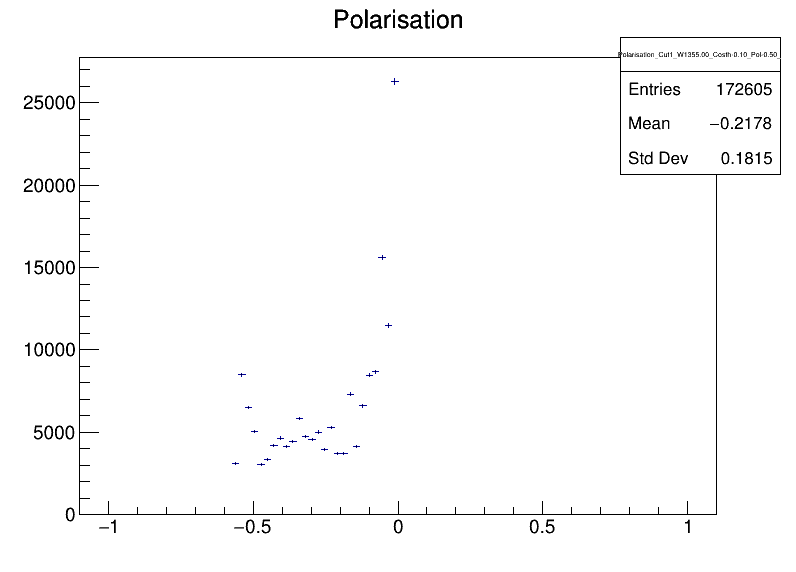 Polarisation
Polarisation_Cut1_W1355.00_Costh-0.10_Pol-0.50_
Entries 172605
Mean −0.2178
Std Dev 0.1815
25000
20000
15000
10000
5000
0
−1 −0.5 0 0.5 1